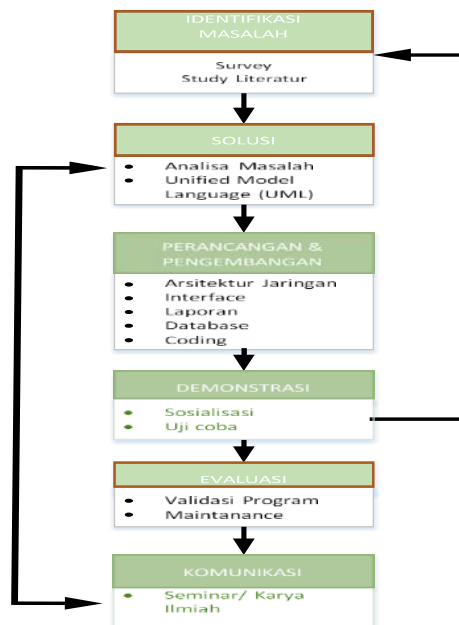 IDENTIFIKASI
MASALAH
Survey
Study Literatur
SOLUSI
• Analisa Masalah
• Unified Model
Language (UML)
PERANCANGAN &
PENGEMBANGAN
• Arsitektur Jaringan
• Interface
• Laporan
• Database
• Coding
DEMONSTRASI
• Sosialisasi
• Uji coba
EVALUASI
• Validasi Program
• Maintanance
KOMUNIKASI
• Seminar/ Karya
Ilmiah